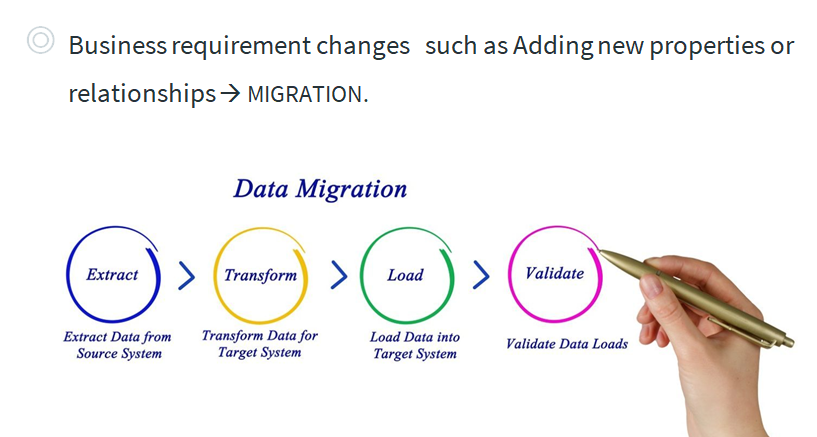 Business requirement changes such as Adding new properties or
relationships→ MIGRATION.
Data Migration
Extract
Transform
Load
Validate
Extract Data from
Source System
Transform Data for
Target System
Load Data into
Target System
Validate Data Loads